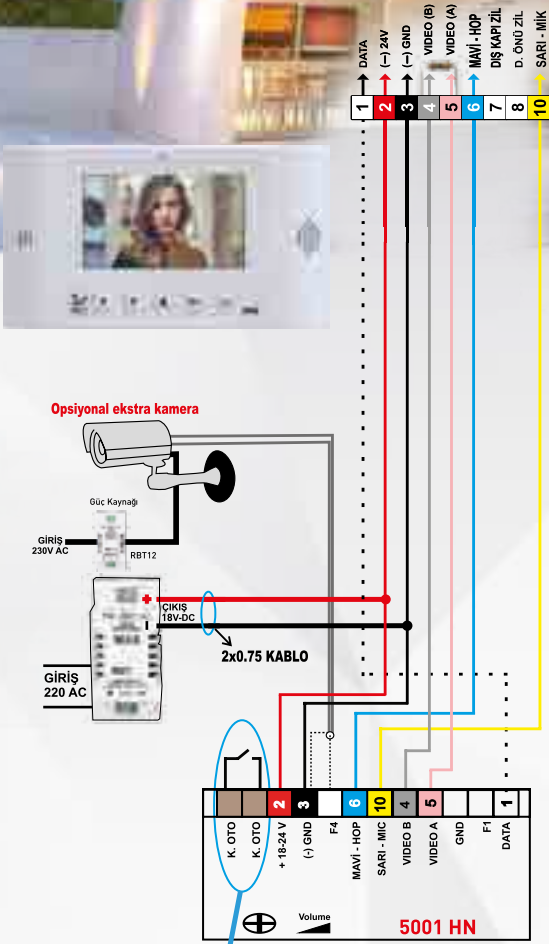 DATA
(–) 24V
(–) GND
VIDEO (B)
VIDEO (A)
MAVİ - HOP
DIŞ KAPI ZİL
D. ÖNÜ ZİL
SARI - MİK
1
2
3
4
5
6
7
8
10
Opsiyonal ekstra kamera
Güç Kaynağı
GİRİŞ
230V AC
RBT12
+
ÇIKIŞ
18V-DC
–
2x0.75 KABLO
GİRİŞ
220 AC
2
3
6
10
4
5
1
K. OTO
K. OTO
+ 18-24 V
(-) GND
F4
MAVİ - HOP
SARI - MIC
VIDEO B
VIDEO A
GND
F1
DATA
Volume
5001 HN